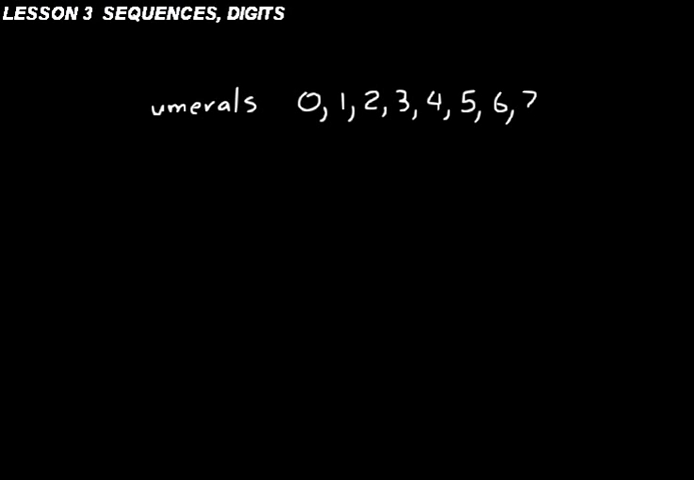 LESSON 3 SEQUENCES, DIGITS
umerals 0, 1, 2, 3, 4, 5, 6, 7